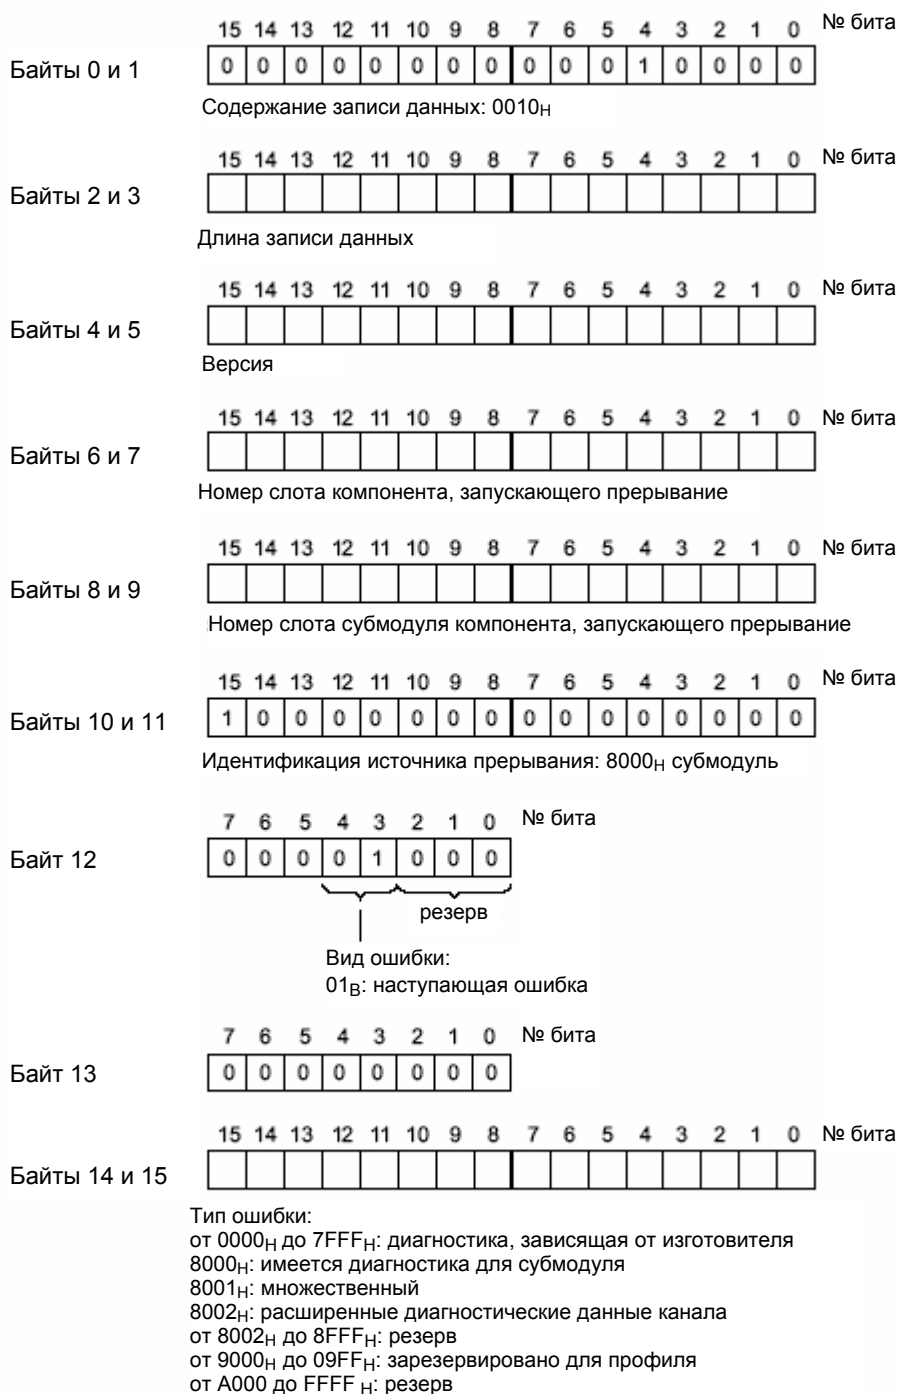 15 14 13 12 11 10 9 8 7 6 5 4 3 2 1 0 № бита
Байты 0 и 1 0 0 0 0 0 0 0 0 0 0 0 1 0 0 0 0
Содержание записи данных: 0010H
15 14 13 12 11 10 9 8 7 6 5 4 3 2 1 0 № бита
Байты 2 и 3
Длина записи данных
15 14 13 12 11 10 9 8 7 6 5 4 3 2 1 0 № бита
Байты 4 и 5
Версия
15 14 13 12 11 10 9 8 7 6 5 4 3 2 1 0 № бита
Байты 6 и 7
Номер слота компонента, запускающего прерывание
15 14 13 12 11 10 9 8 7 6 5 4 3 2 1 0 № бита
Байты 8 и 9
Номер слота субмодуля компонента, запускающего прерывание
15 14 13 12 11 10 9 8 7 6 5 4 3 2 1 0 № бита
Байты 10 и 11 1 0 0 0 0 0 0 0 0 0 0 0 0 0 0 0
Идентификация источника прерывания: 8000H субмодуль
7 6 5 4 3 2 1 0 № бита
Байт 12 0 0 0 0 1 0 0 0
резерв
Вид ошибки:
01B: наступающая ошибка
7 6 5 4 3 2 1 0 № бита
Байт 13 0 0 0 0 0 0 0 0
15 14 13 12 11 10 9 8 7 6 5 4 3 2 1 0 № бита
Байты 14 и 15
Тип ошибки:
от 0000H до 7FFFH: диагностика, зависящая от изготовителя
8000H: имеется диагностика для субмодуля
8001H: множественный
8002H: расширенные диагностические данные канала
от 8002H до 8FFFH: резерв
от 9000H до 09FFH: зарезервировано для профиля
от A000 до FFFF H: резерв